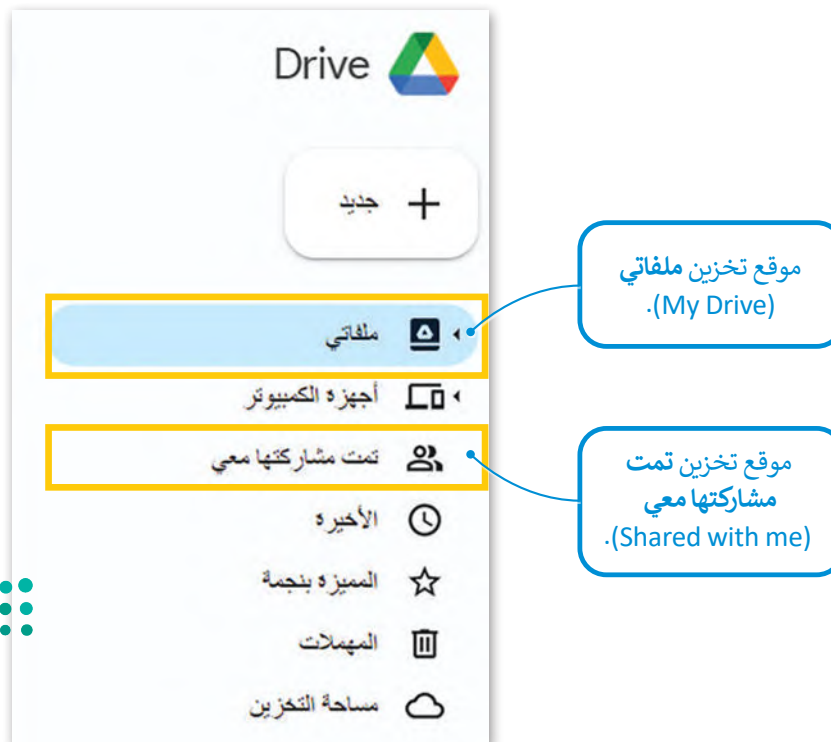 Drive
جديد
ملفاتي
أجهزة الكمبيوتر
تمت مشاركتها معي
الأخيرة
المميزة بنجمة
المهملات
مساحة التخزين
موقع تخزين ملفاتي
(My Drive).
موقع تخزين تمت
مشاركتها معي
(Shared with me).